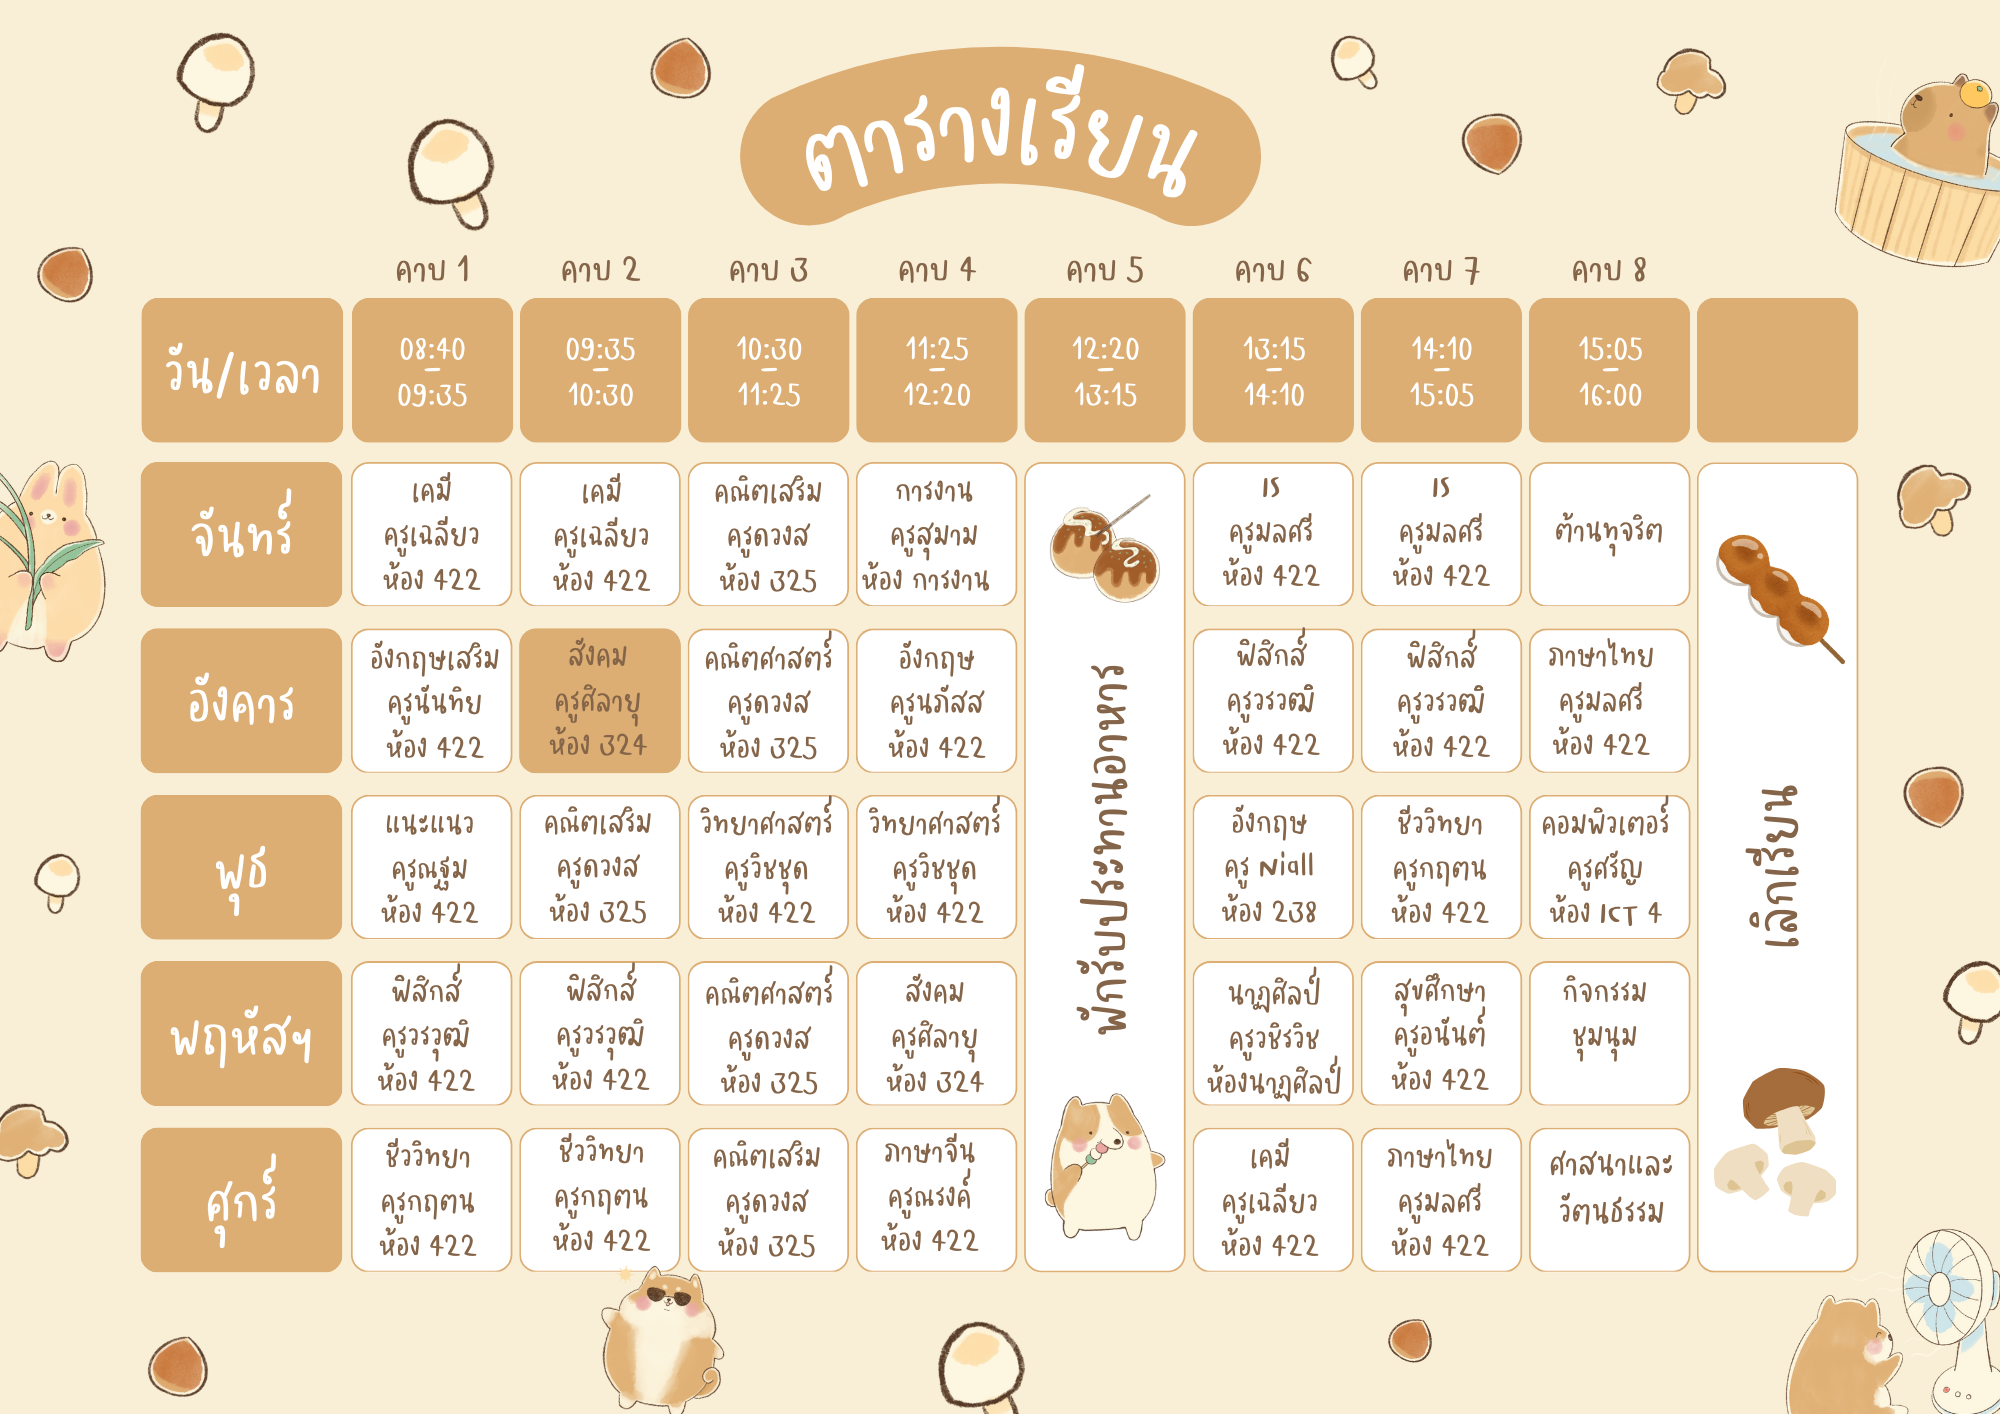 ตารางเรียน
คาบ 1
คาบ 2
คาบ 3
คาบ 4
คาบ 5
คาบ 6
คาบ 7
คาบ 8
วัน/เวลา
08:40
–
09:35
09:35
–
10:30
10:30
–
11:25
11:25
–
12:20
12:20
–
13:15
13:15
–
14:10
14:10
–
15:05
15:05
–
16:00
จันทร์
เคมี
ครูเฉลียว
ห้อง 422
เคมี
ครูเฉลียว
ห้อง 422
คณิตเสริม
ครูดวงส
ห้อง 325
การงาน
ครูสุมาม
ห้อง การงาน
พักรับประทานอาหาร
IS
ครูมลศรี
ห้อง 422
IS
ครูมลศรี
ห้อง 422
ต้านทุจริต
เลิกเรียน
อังคาร
อังกฤษเสริม
ครูนันทิย
ห้อง 422
สังคม
ครูศิลายุ
ห้อง 324
คณิตศาสตร์
ครูดวงส
ห้อง 325
อังกฤษ
ครูนภัสส
ห้อง 422
ฟิสิกส์
ครูวรวฒิ
ห้อง 422
ฟิสิกส์
ครูวรวฒิ
ห้อง 422
ภาษาไทย
ครูมลศรี
ห้อง 422
พุธ
แนะแนว
ครูณฐม
ห้อง 422
คณิตเสริม
ครูดวงส
ห้อง 325
วิทยาศาสตร์
ครูวิชชุด
ห้อง 422
วิทยาศาสตร์
ครูวิชชุด
ห้อง 422
อังกฤษ
ครู Niall
ห้อง 238
ชีววิทยา
ครูกฤตน
ห้อง 422
คอมพิวเตอร์
ครูศรัญ
ห้อง ICT 4
พฤหัสฯ
ฟิสิกส์
ครูวรวุฒิ
ห้อง 422
ฟิสิกส์
ครูวรวุฒิ
ห้อง 422
คณิตศาสตร์
ครูดวงส
ห้อง 325
สังคม
ครูศิลายุ
ห้อง 324
นาฏศิลป์
ครูวชิรวิช
ห้องนาฏศิลป์
สุขศึกษา
ครูอนันต์
ห้อง 422
กิจกรรม
ชุมนุม
ศุกร์
ชีววิทยา
ครูกฤตน
ห้อง 422
ชีววิทยา
ครูกฤตน
ห้อง 422
คณิตเสริม
ครูดวงส
ห้อง 325
ภาษาจีน
ครูณรงค์
ห้อง 422
เคมี
ครูเฉลียว
ห้อง 422
ภาษาไทย
ครูมลศรี
ห้อง 422
ศาสนาและ
วัฒนธรรม